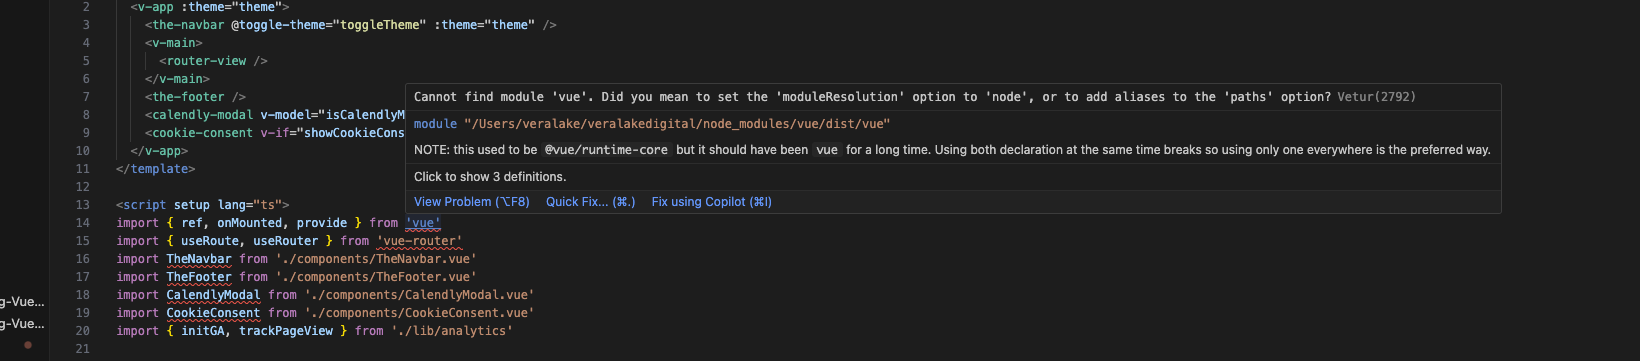 2 <v-app :theme="theme">
3 <the-navbar @toggle-theme="toggleTheme" :theme="theme" />
4 <v-main>
5 <router-view />
6 </v-main>
7 <the-footer />
8 <calendly-modal v-model="isCalendlyM
9 <cookie-consent v-if="showCookieCons
10 </v-app>
11 </template>
12
13 <script setup lang="ts">
14 import { ref, onMounted, provide } from 'vue'
15 import { useRoute, useRouter } from 'vue-router'
16 import TheNavbar from './components/TheNavbar.vue'
17 import TheFooter from './components/TheFooter.vue'
18 import CalendlyModal from './components/CalendlyModal.vue'
19 import CookieConsent from './components/CookieConsent.vue'
20 import { initGA, trackPageView } from './lib/analytics'
21
Cannot find module 'vue'. Did you mean to set the 'moduleResolution' option to 'node', or to add aliases to the 'paths' option? Vetur(2792)
module "/Users/veralake/veralakedigital/node_modules/vue/dist/vue"
NOTE: this used to be @vue/runtime-core but it should have been vue for a long time. Using both declaration at the same time breaks so using only one everywhere is the preferred way.
Click to show 3 definitions.
View Problem (⌥F8) Quick Fix... (⌘.) Fix using Copilot (⌘I)
g-Vue...
g-Vue...